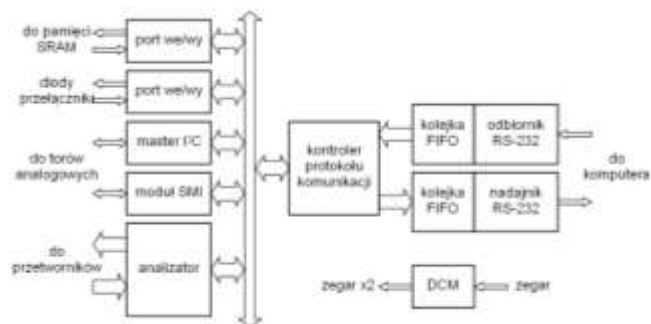 do pamięci
SRAM
port we/wy
diody
przełączniki
port we/wy
master I²C
do torów
analogowych
moduł SMI
do
przetworników
analizator
kontroler
protokołu
komunikacji
kolejka
FIFO
odbiornik
RS-232
do
komputera
kolejka
FIFO
nadajnik
RS-232
zegar x2
DCM
zegar